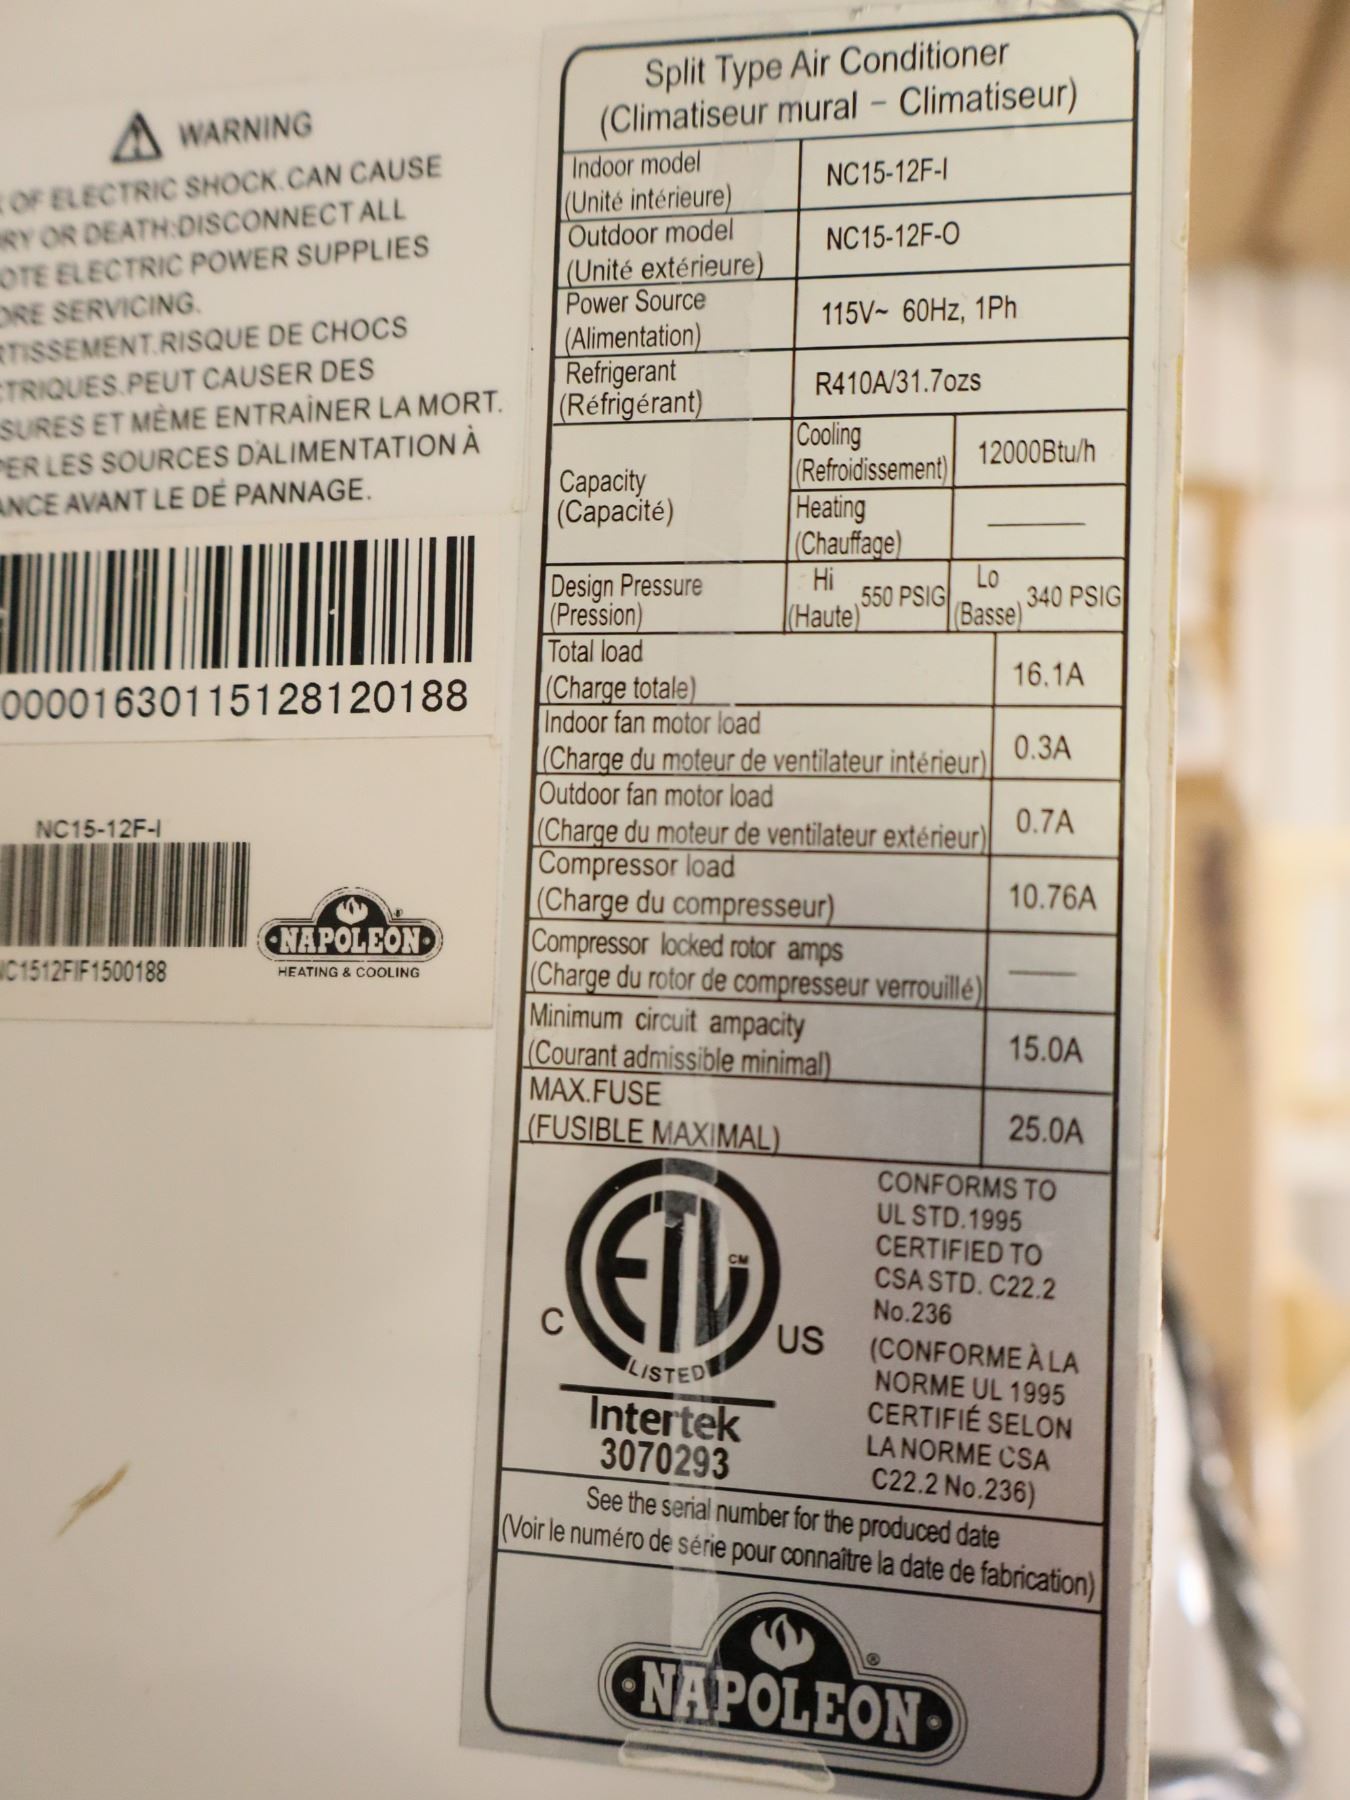 WARNING
OF ELECTRIC SHOCK.CAN CAUSE
OR DEATH:DISCONNECT ALL
ELECTRIC POWER SUPPLIES
SERVICING.
RISQUE DE CHOCS
PEUT CAUSER DES
ET MÈME ENTRAÎNER LA MORT.
LES SOURCES D'ALIMENTATION À
AVANT LE DÉ PANNAGE.
00001630115128120188
NC15-12F-I
NAPOLEON
HEATING & COOLING
C1512FIF1500188
Split Type Air Conditioner
(Climatiseur mural - Climatiseur)
Indoor model
(Unité intérieure)
NC15-12F-I
Outdoor model
(Unité extérieure)
NC15-12F-O
Power Source
(Alimentation)
115V~ 60Hz, 1Ph
Refrigerant
(Réfrigérant)
R410A/31.7ozs
Capacity
(Capacité)
Cooling
(Refroidissement)
12000Btu/h
Heating
(Chauffage)
Design Pressure
(Pression)
Hi
(Haute)
550 PSIG
Lo
(Basse)
340 PSIG
Total load
(Charge totale)
16.1A
Indoor fan motor load
(Charge du moteur de ventilateur intérieur)
0.3A
Outdoor fan motor load
(Charge du moteur de ventilateur extérieur)
0.7A
Compressor load
(Charge du compresseur)
10.76A
Compressor locked rotor amps
(Charge du rotor de compresseur verrouillé)
Minimum circuit ampacity
(Courant admissible minimal)
15.0A
MAX.FUSE
(FUSIBLE MAXIMAL)
25.0A
ETL
CM
LISTED
C
US
Intertek
3070293
CONFORMS TO
UL STD.1995
CERTIFIED TO
CSA STD. C22.2
No.236
(CONFORME À LA
NORME UL 1995
CERTIFIÉ SELON
LA NORME CSA
C22.2 No.236)
See the serial number for the produced date
(Voir le numéro de série pour connaître la date de fabrication)
NAPOLEON